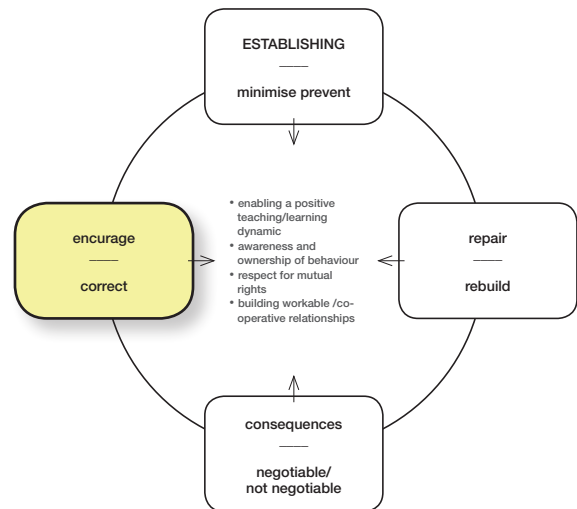 ESTABLISHING
minimise prevent
• enabling a positive
teaching/learning
dynamic
• awareness and
ownership of behaviour
• respect for mutual
rights
• building workable /co-
operative relationships
encurage
correct
repair
rebuild
consequences
negotiable/
not negotiable